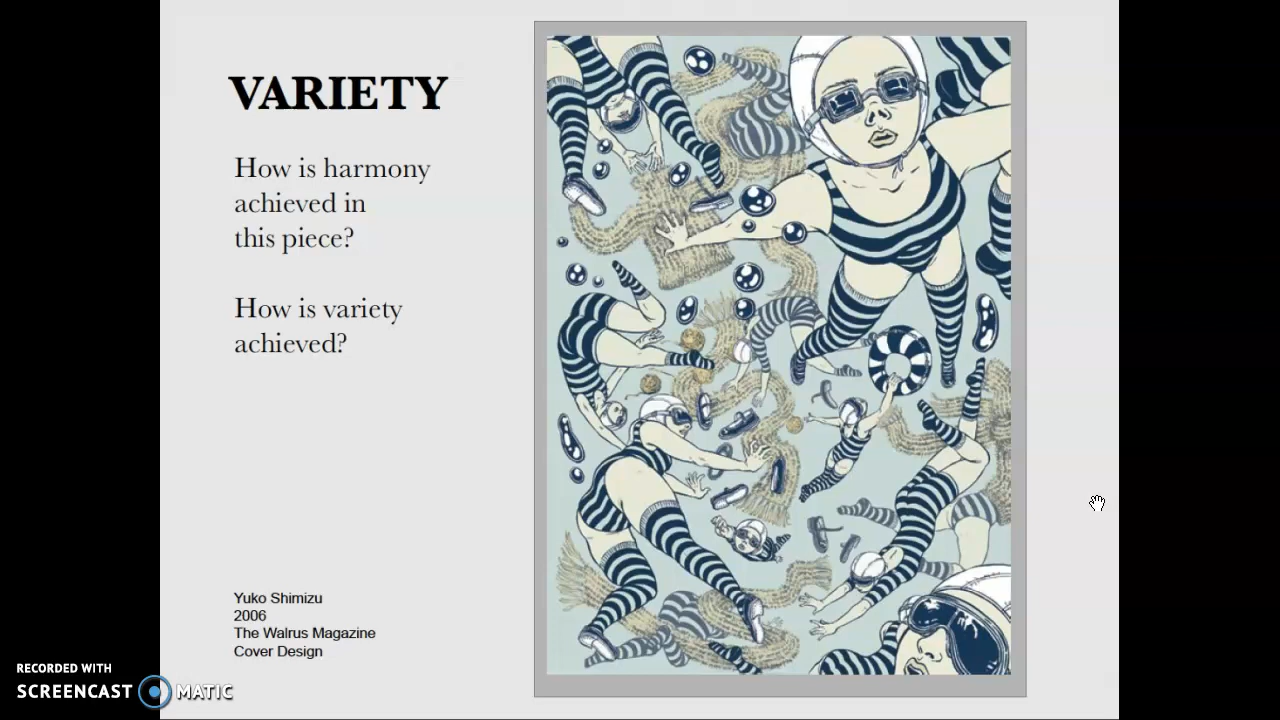 VARIETY
How is harmony
achieved in
this piece?
How is variety
achieved?
Yuko Shimizu
2006
The Walrus Magazine
Cover Design
RECORDED WITH
SCREENCAST MATIC